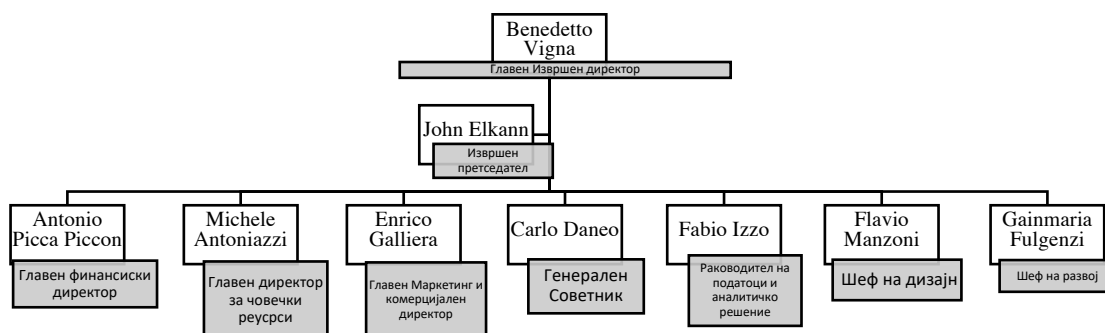 Benedetto
Vigna
Главен Извршен директор
John Elkann
Извршен
претседател
Antonio
Picca Piccon
Главен финансиски
директор
Michele
Antoniazzi
Главен директор
за човечки
реусрси
Enrico
Galliera
Главен Маркетинг и
комерцијален
директор
Carlo Daneo
Генерален
Советник
Fabio Izzo
Раководител на
податоци и
аналитичко
решение
Flavio
Manzoni
Шеф на дизајн
Gainmaria
Fulgenzi
Шеф на развој